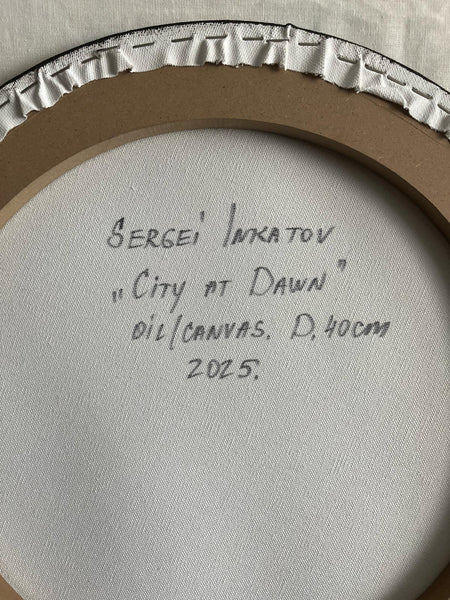 SERGEi INKATOV
„CiTY AT DAWN”
OiL/CANVAS. D. 40cm
2025.